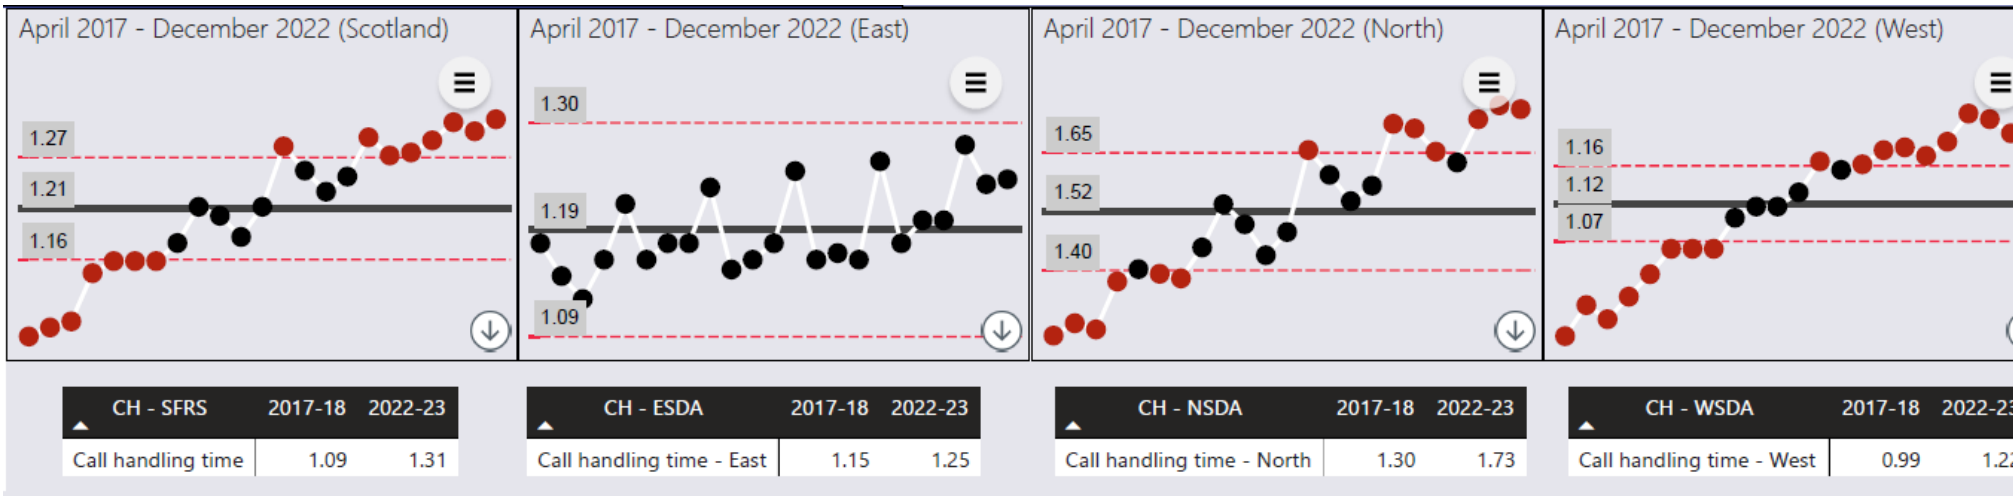 April 2017 - December 2022 (Scotland)
1.27
1.21
1.16
April 2017 - December 2022 (East)
1.30
1.19
1.09
April 2017 - December 2022 (North)
1.65
1.52
1.40
April 2017 - December 2022 (West)
1.16
1.12
1.07
CH - SFRS 2017-18 2022-23
Call handling time 1.09 1.31
CH - ESDA 2017-18 2022-23
Call handling time - East 1.15 1.25
CH - NSDA 2017-18 2022-23
Call handling time - North 1.30 1.73
CH - WSDA 2017-18 2022-23
Call handling time - West 0.99 1.22